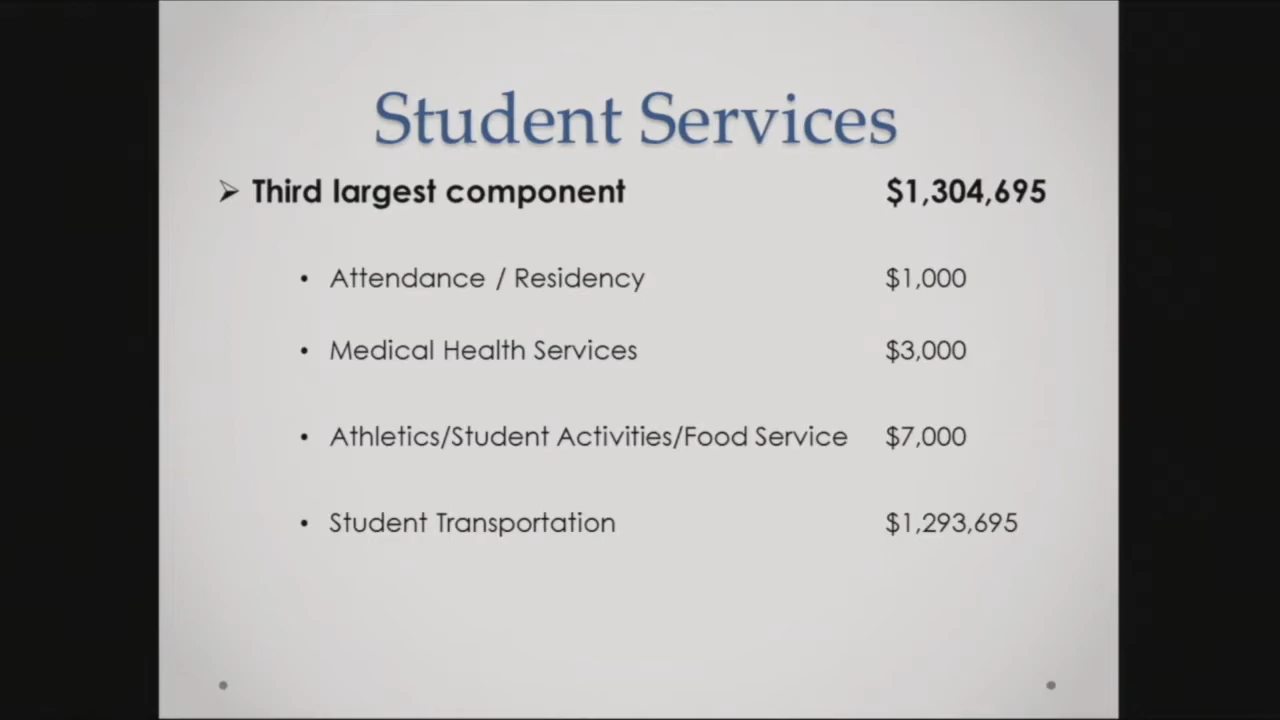 Student Services
➢ Third largest component $1,304,695
• Attendance / Residency $1,000
• Medical Health Services $3,000
• Athletics/Student Activities/Food Service $7,000
• Student Transportation $1,293,695